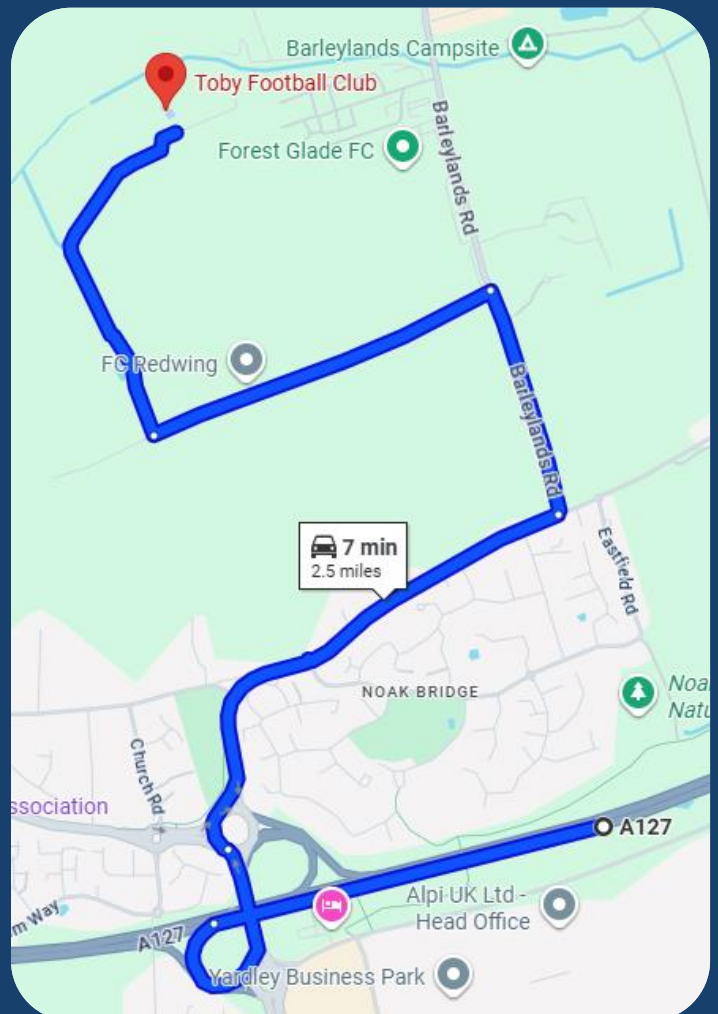 Barleylands Campsite
Toby Football Club
Barleylands Rd
Forest Glade FC
FC Redwing
Barleylands Rd
7 min
2.5 miles
Eastfield Rd
NOAK BRIDGE
Noa
Natu
Church Rd
ssociation
A127
Alpi UK Ltd -
Head Office
m Way
A127
Yardley Business Park